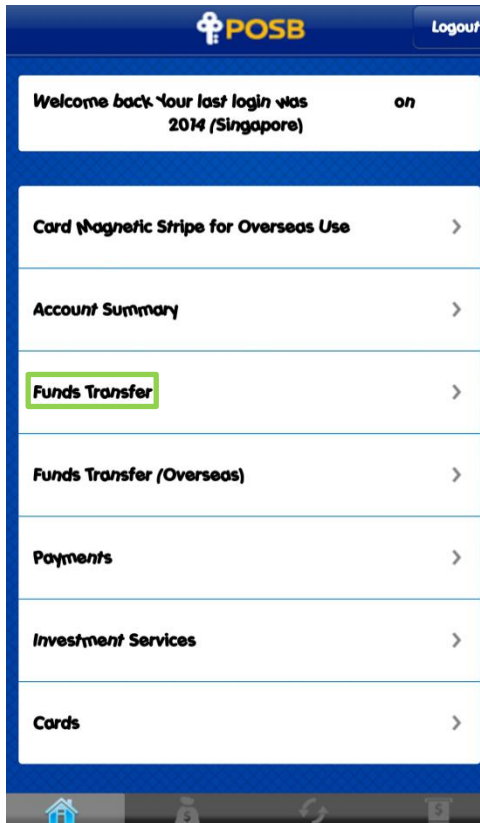 POSB
Logout
Welcome back Your last login was on
2014 (Singapore)
Card Magnetic Stripe for Overseas Use
Account Summary
Funds Transfer
Funds Transfer (Overseas)
Payments
Investment Services
Cards